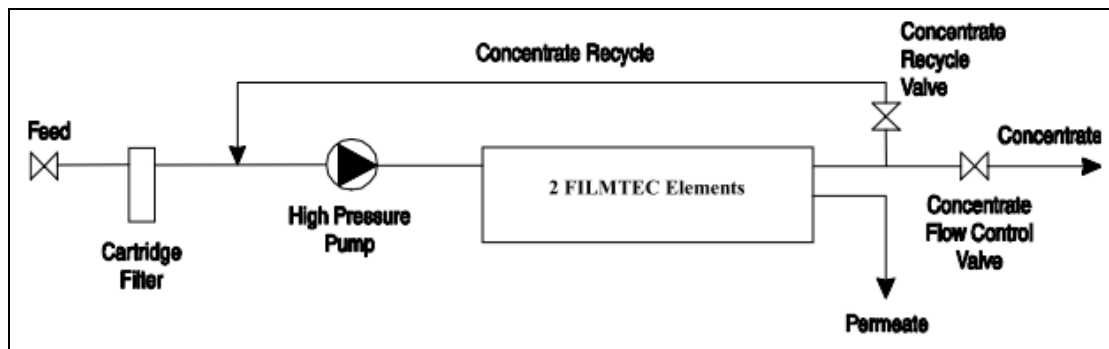 Concentrate Recycle
Concentrate
Recycle
Valve
Feed
Concentrate
2 FILMTEC Elements
High Pressure
Pump
Cartridge
Filter
Concentrate
Flow Control
Valve
Permeate